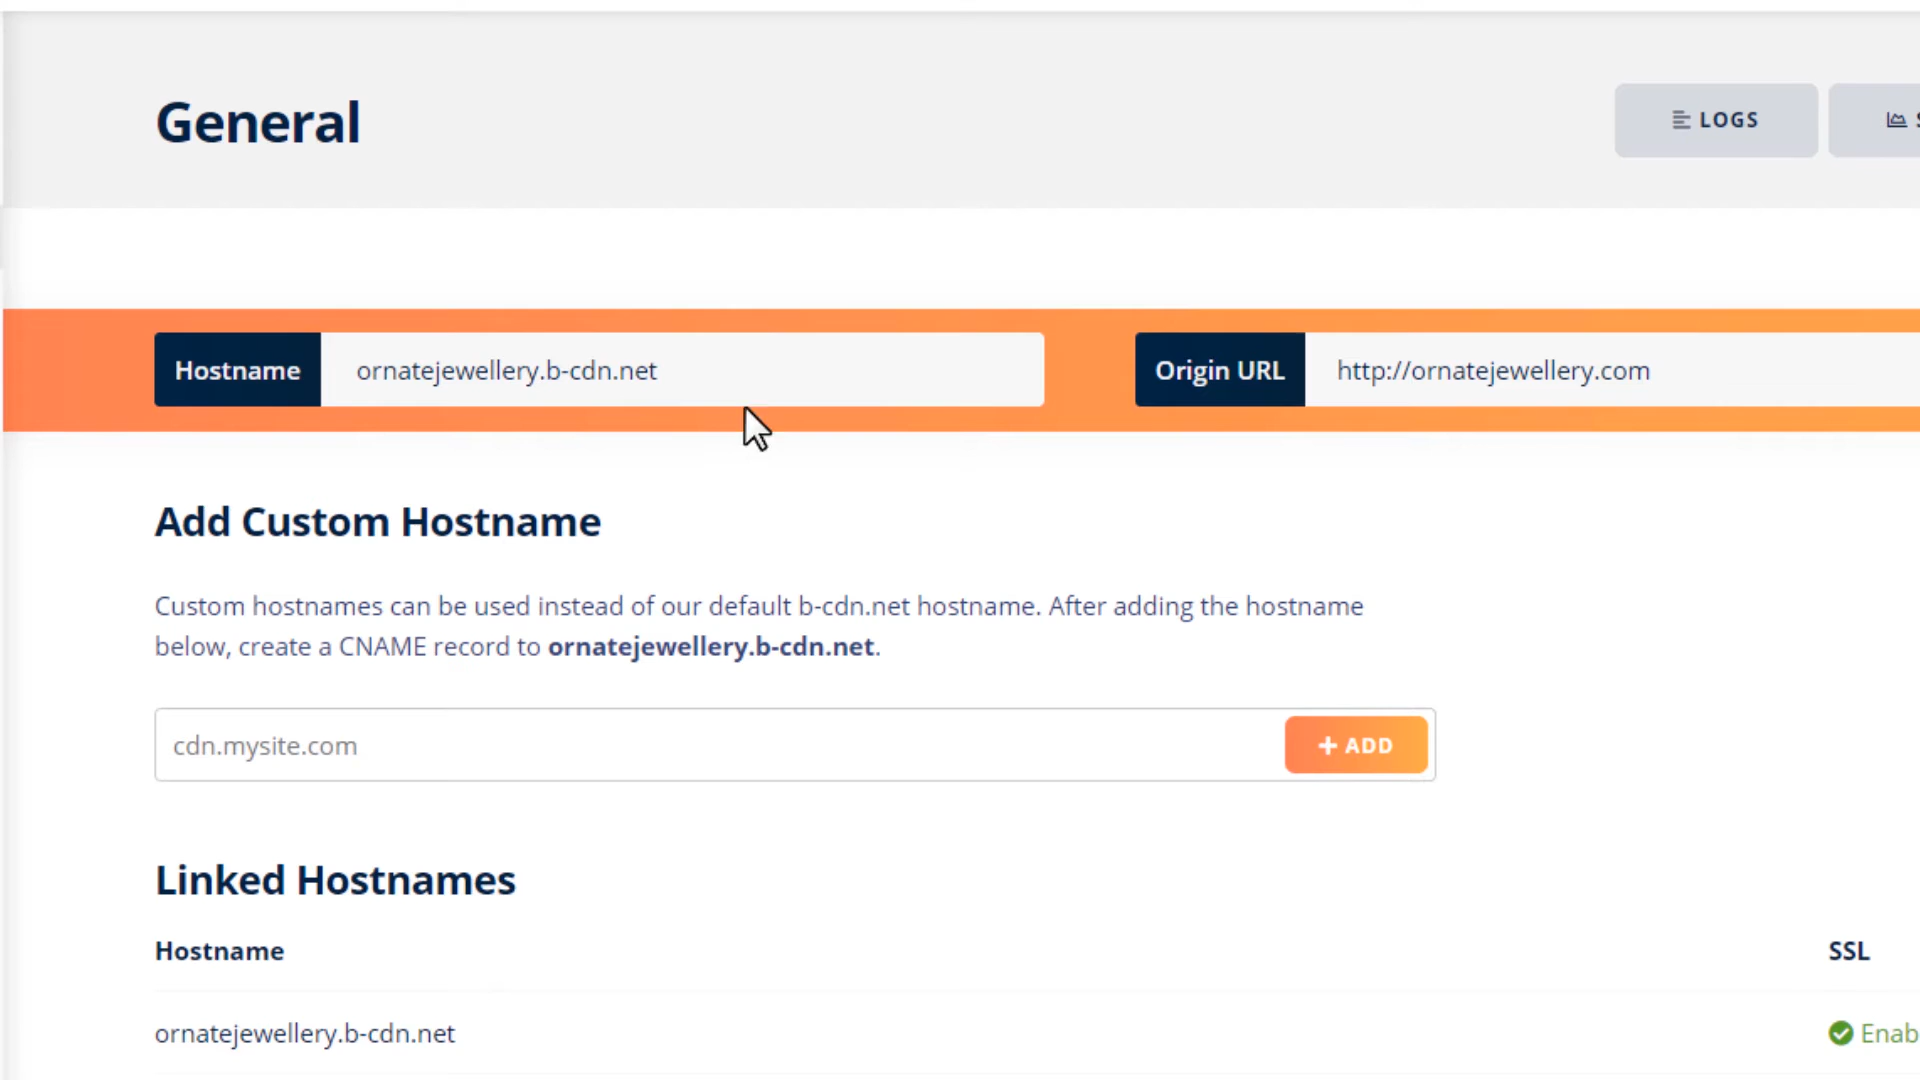 General
LOGS
Hostname ornatejewellery.b-cdn.net Origin URL http://ornatejewellery.com
Add Custom Hostname
Custom hostnames can be used instead of our default b-cdn.net hostname. After adding the hostname
below, create a CNAME record to ornatejewellery.b-cdn.net.
cdn.mysite.com + ADD
Linked Hostnames
Hostname SSL
ornatejewellery.b-cdn.net Enab